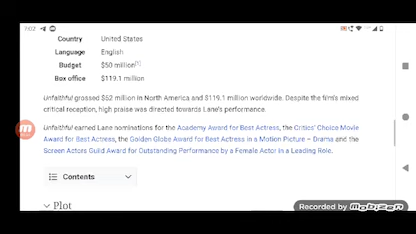 7:02
Country United States
Language English
Budget $50 million[1]
Box office $119.1 million
Unfaithful grossed $52 million in North America and $119.1 million worldwide. Despite the film's mixed
critical reception, high praise was directed towards Lane's performance.
Unfaithful earned Lane nominations for the Academy Award for Best Actress, the Critics' Choice Movie
Award for Best Actress, the Golden Globe Award for Best Actress in a Motion Picture – Drama and the
Screen Actors Guild Award for Outstanding Performance by a Female Actor in a Leading Role.
Contents
Plot
Recorded by Mobizen